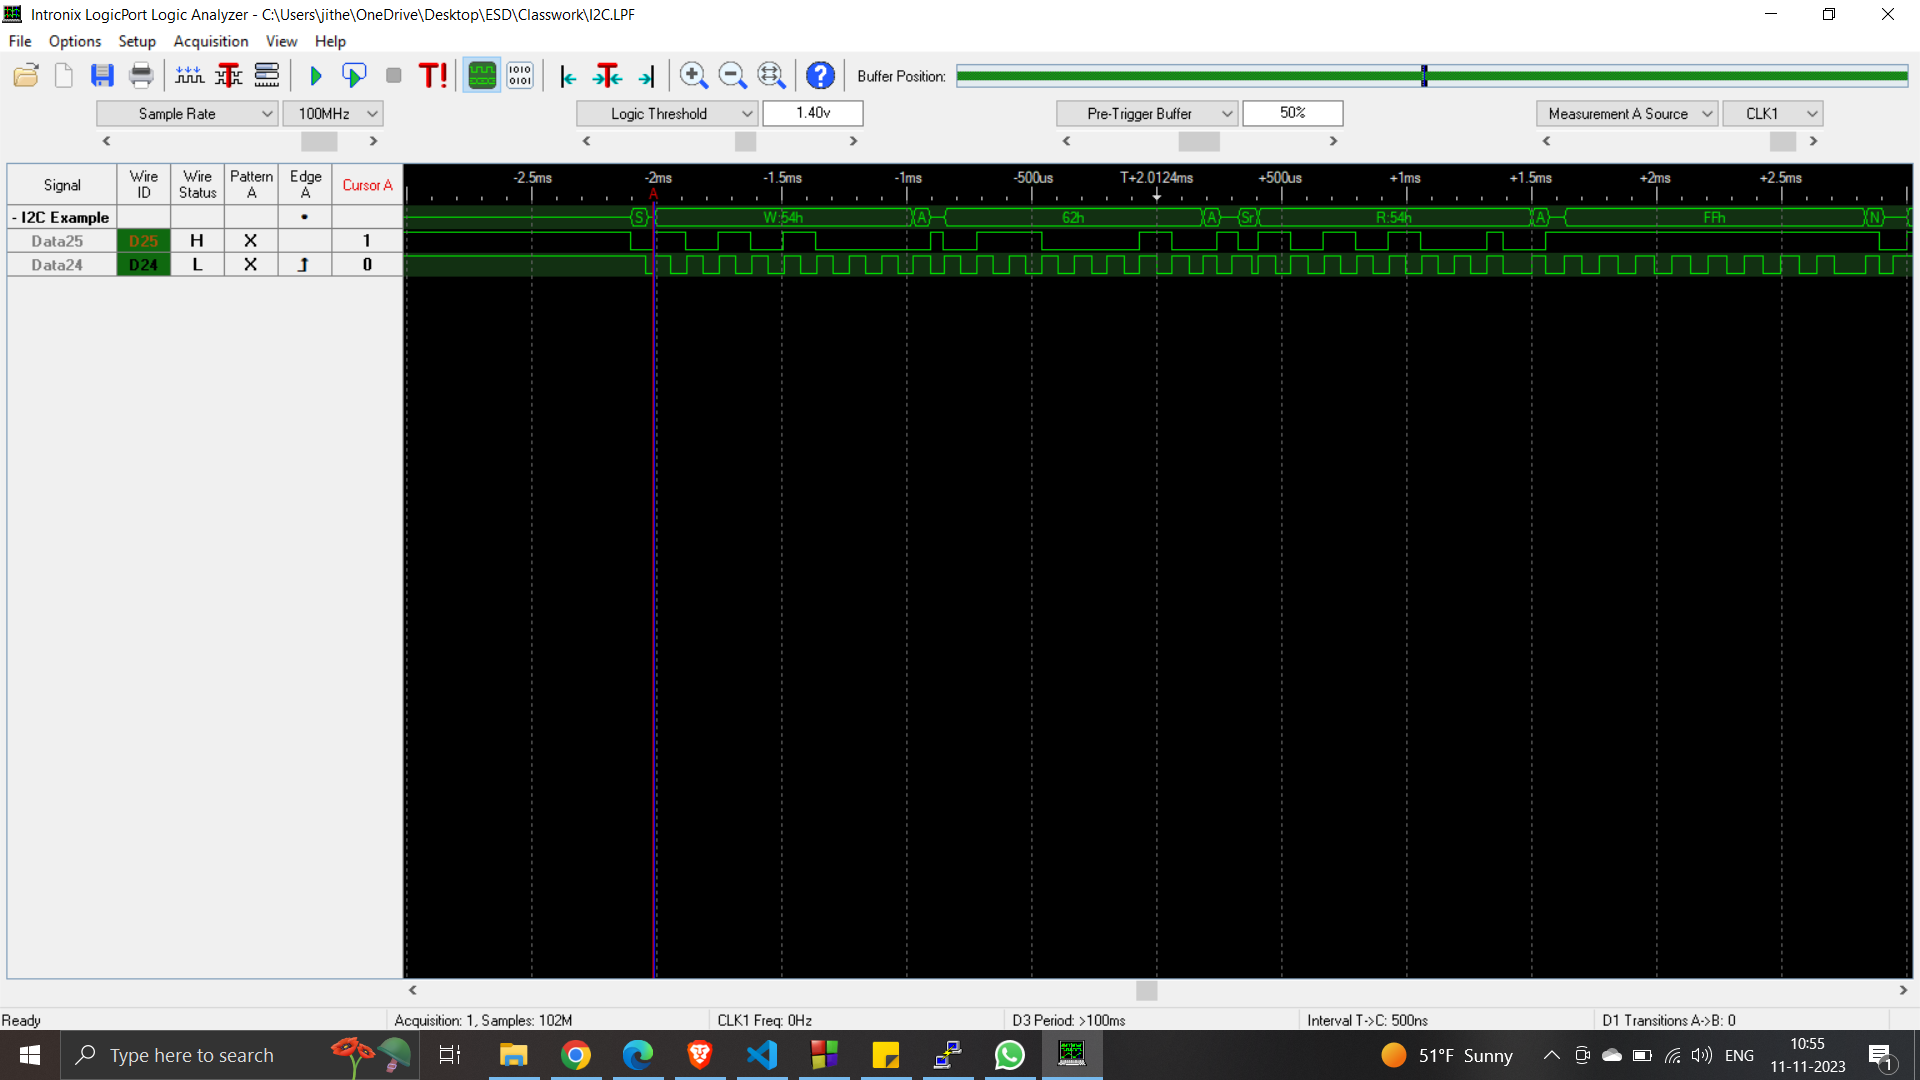 Intronix LogicPort Logic Analyzer - C:\Users\jithe\OneDrive\Desktop\ESD\Classwork\I2C.LPF
File Options Setup Acquisition View Help
T! 1010 0101 ? Buffer Position:
Sample Rate 100MHz Logic Threshold 1.40v Pre-Trigger Buffer 50% Measurement A Source CLK1
Signal Wire ID Wire Status Pattern A Edge A Cursor A
-2.5ms -2ms -1.5ms -1ms -500us T+2.0124ms +500us +1ms +1.5ms +2ms +2.5ms
A
- I2C Example S W:54h A 62h A Sr R:54h A FFh N
Data25 D25 H X 1
Data24 D24 L X 0
Ready Acquisition: 1, Samples: 102M CLK1 Freq: 0Hz D3 Period: >100ms Interval T->C: 500ns D1 Transitions A->B: 0
Type here to search 51°F Sunny ENG 10:55
11-11-2023 1